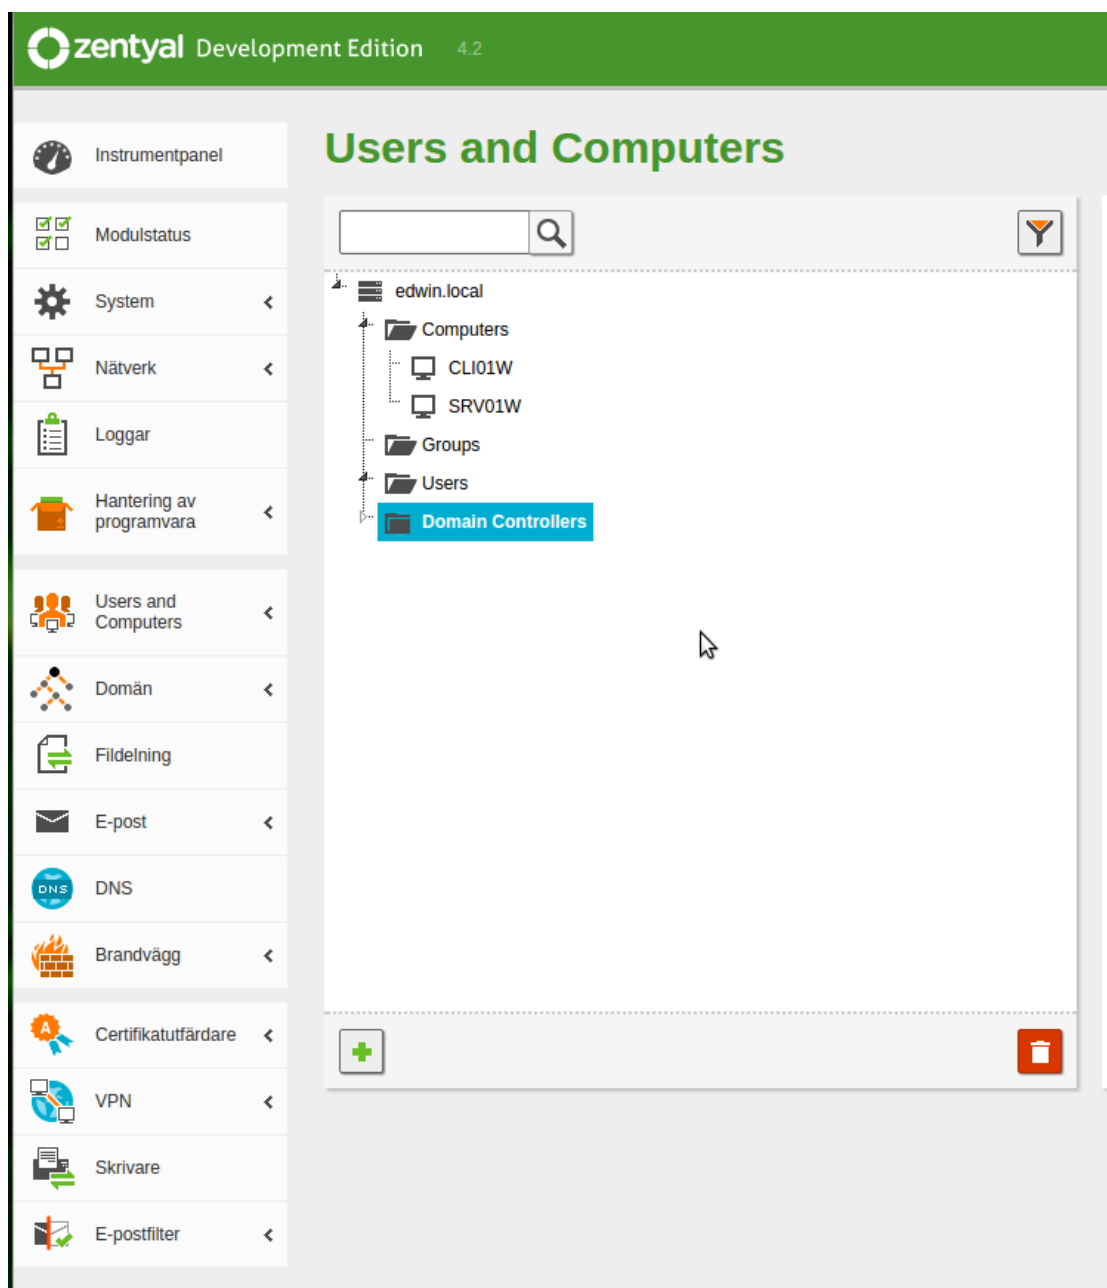 zentyal Development Edition 4.2
Instrumentpanel
Modulstatus
System
Nätverk
Loggar
Hantering av
programvara
Users and
Computers
Domän
Fildelning
E-post
DNS
DNS
Brandvägg
A
Certifikatutfärdare
VPN
Skrivare
E-postfilter
Users and Computers
edwin.local
Computers
CLI01W
SRV01W
Groups
Users
Domain Controllers